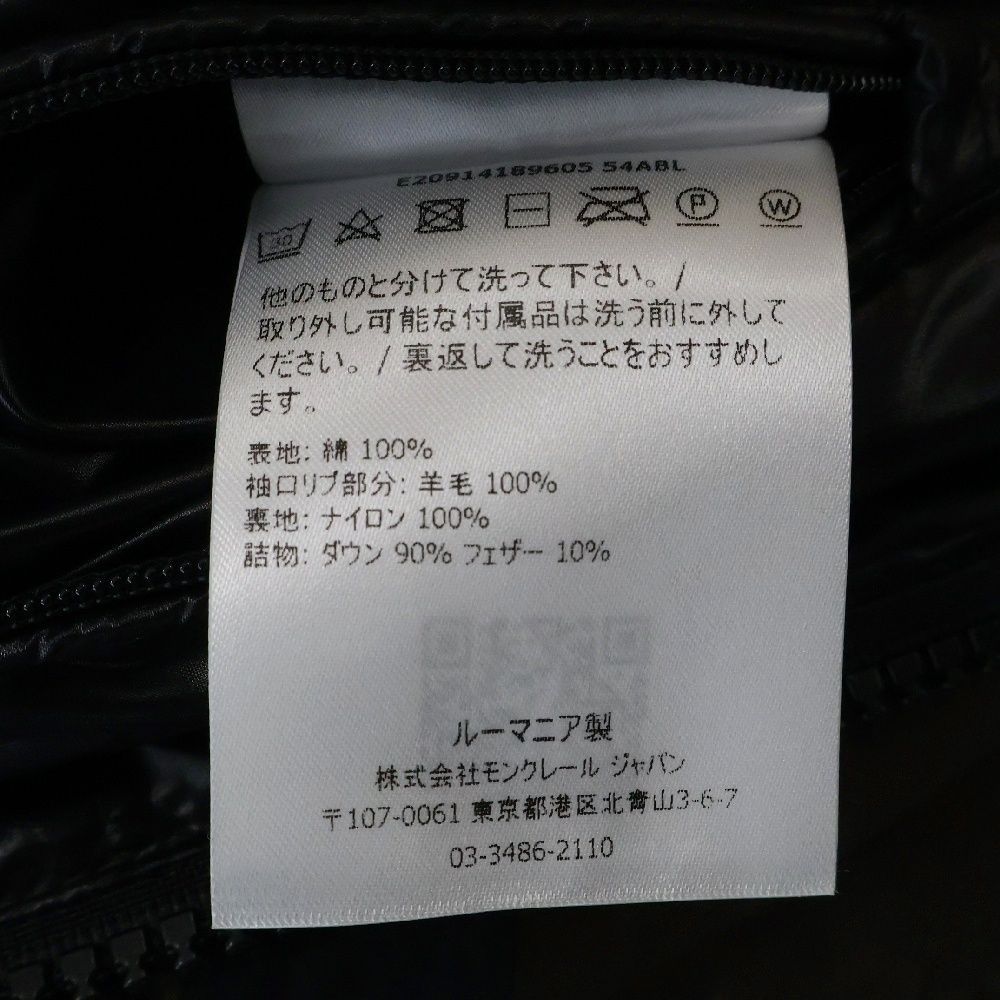 E20914189605 54ABL
30 P W
他のものと分けて洗って下さい。/
取り外し可能な付属品は洗う前に外して
ください。/ 裏返して洗うことをおすすめし
ます。
表地: 綿 100%
袖口リブ部分: 羊毛 100%
裏地: ナイロン 100%
詰物: ダウン 90% フェザー 10%
ルーマニア製
株式会社モンクレール ジャパン
〒107-0061 東京都港区北青山3-6-7
03-3486-2110